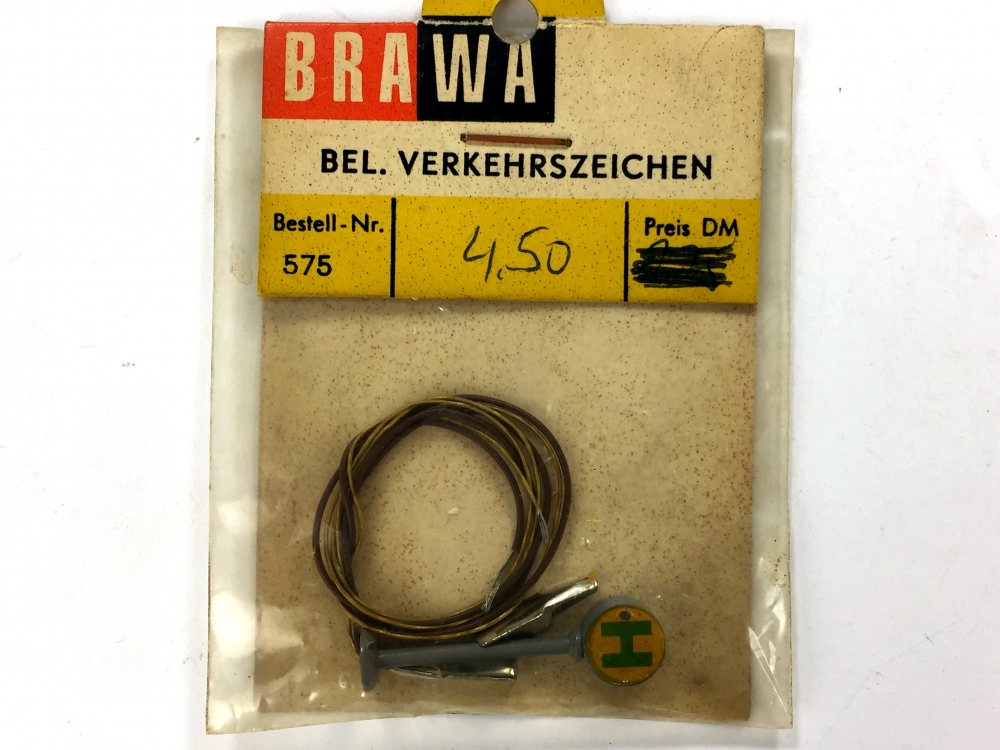 BRAWA
BEL. VERKEHRSZEICHEN
Bestell-Nr.
575
4,50
Preis DM
H